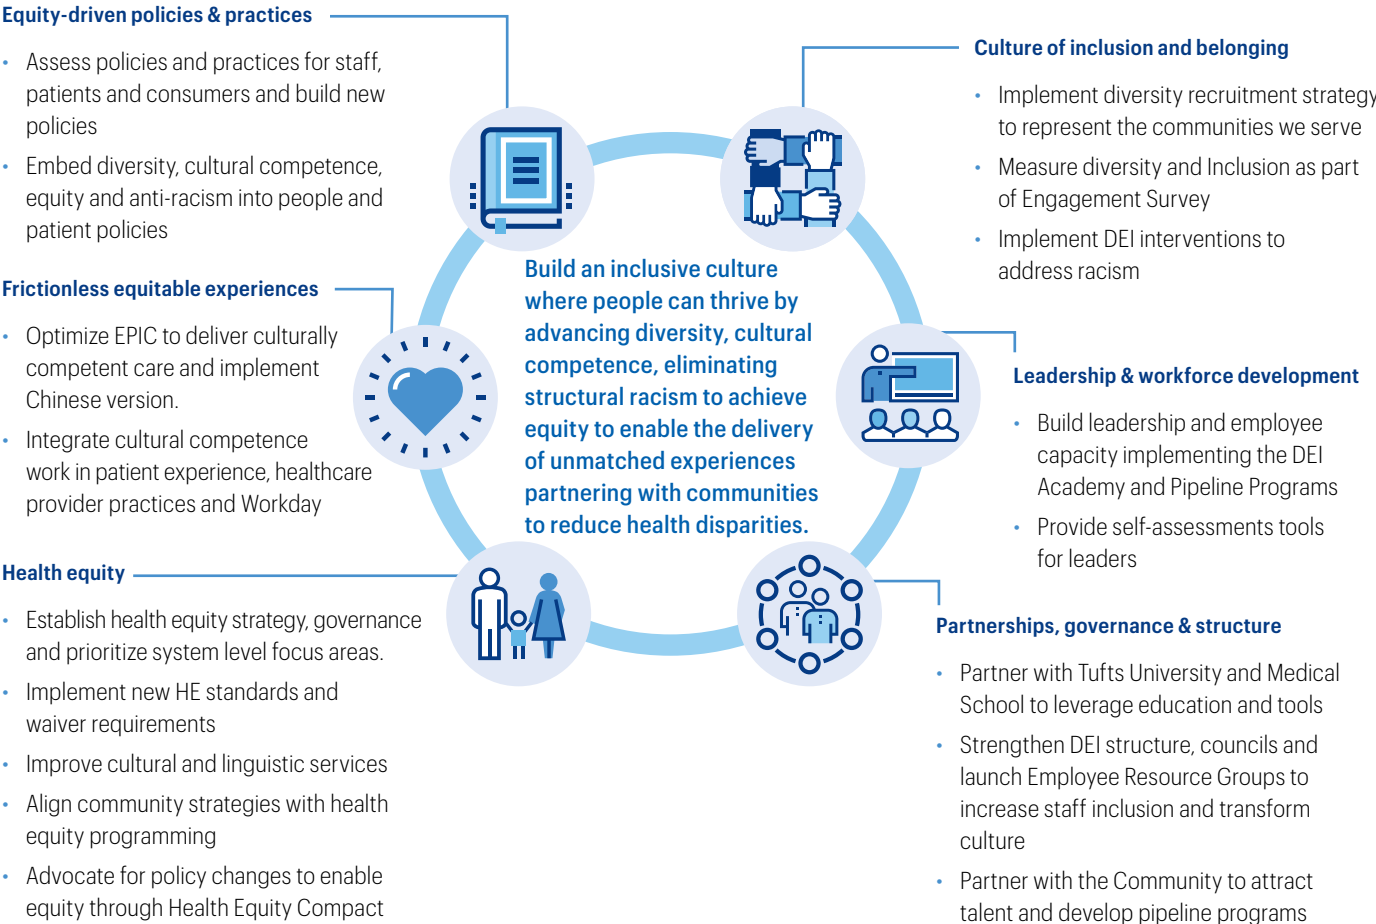 Equity-driven policies & practices
• Assess policies and practices for staff,
patients and consumers and build new
policies
• Embed diversity, cultural competence,
equity and anti-racism into people and
patient policies
Frictionless equitable experiences
• Optimize EPIC to deliver culturally
competent care and implement
Chinese version.
• Integrate cultural competence
work in patient experience, healthcare
provider practices and Workday
Health equity
• Establish health equity strategy, governance
and prioritize system level focus areas.
• Implement new HE standards and
waiver requirements
• Improve cultural and linguistic services
• Align community strategies with health
equity programming
• Advocate for policy changes to enable
equity through Health Equity Compact
Build an inclusive culture
where people can thrive by
advancing diversity, cultural
competence, eliminating
structural racism to achieve
equity to enable the delivery
of unmatched experiences
partnering with communities
to reduce health disparities.
Culture of inclusion and belonging
• Implement diversity recruitment strategy
to represent the communities we serve
• Measure diversity and Inclusion as part
of Engagement Survey
• Implement DEI interventions to
address racism
Leadership & workforce development
• Build leadership and employee
capacity implementing the DEI
Academy and Pipeline Programs
• Provide self-assessments tools
for leaders
Partnerships, governance & structure
• Partner with Tufts University and Medical
School to leverage education and tools
• Strengthen DEI structure, councils and
launch Employee Resource Groups to
increase staff inclusion and transform
culture
• Partner with the Community to attract
talent and develop pipeline programs